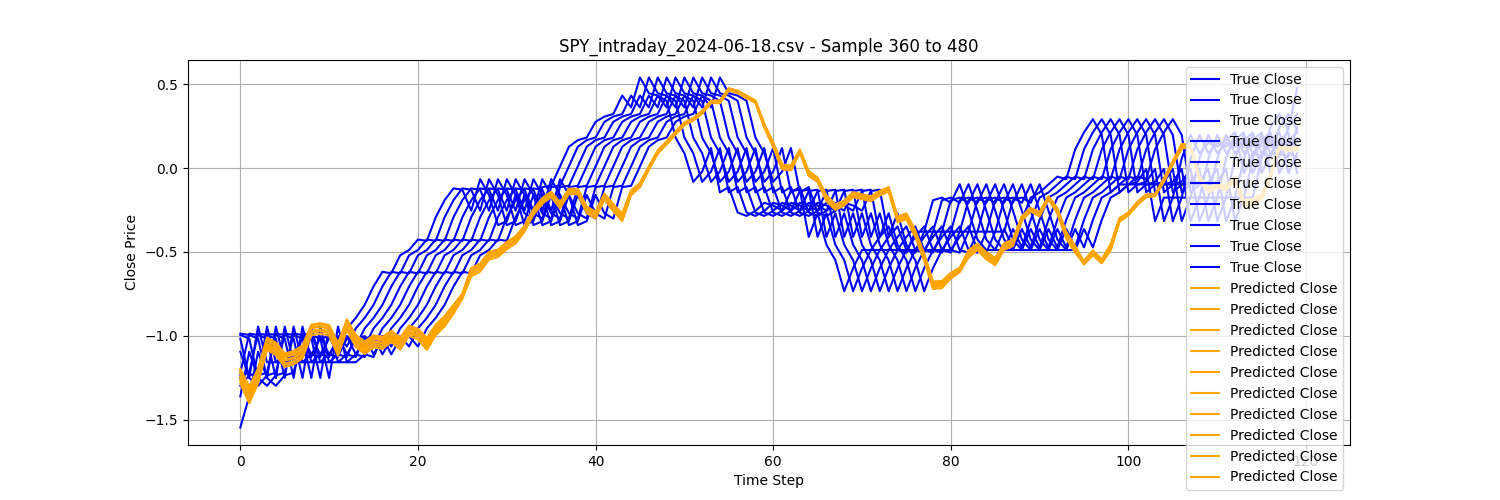 SPY_intraday_2024-06-18.csv - Sample 360 to 480
Close Price
0.5
0.0
−0.5
−1.0
−1.5
0
20
40
60
80
100
120
Time Step
True Close
True Close
True Close
True Close
True Close
True Close
True Close
True Close
True Close
True Close
Predicted Close
Predicted Close
Predicted Close
Predicted Close
Predicted Close
Predicted Close
Predicted Close
Predicted Close
Predicted Close
Predicted Close